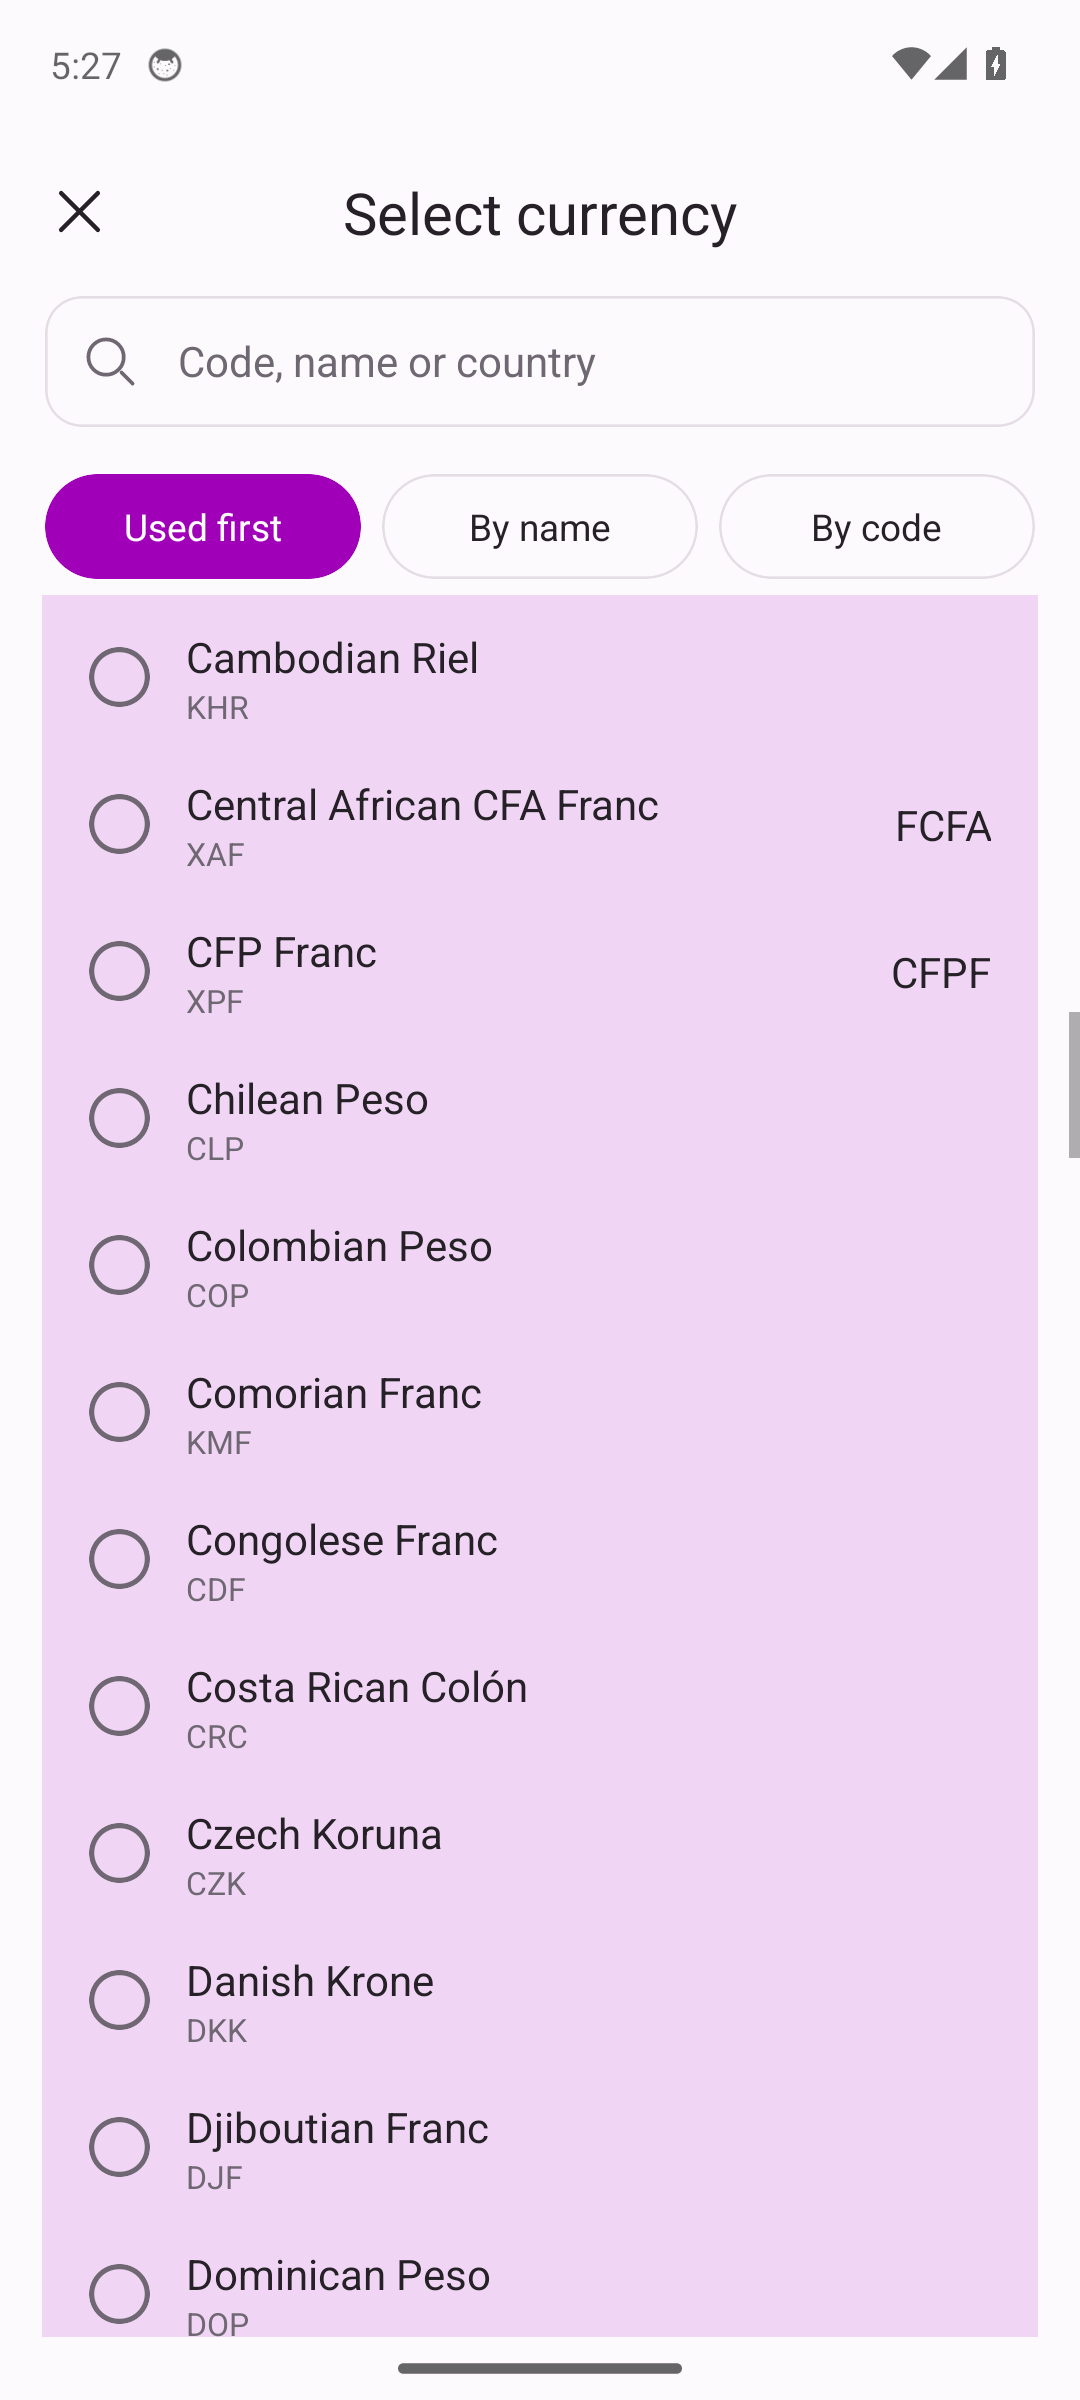 5:27
Select currency
Code, name or country
Used first
By name
By code
Cambodian Riel
KHR
Central African CFA Franc
XAF
FCFA
CFP Franc
XPF
CFPF
Chilean Peso
CLP
Colombian Peso
COP
Comorian Franc
KMF
Congolese Franc
CDF
Costa Rican Colón
CRC
Czech Koruna
CZK
Danish Krone
DKK
Djiboutian Franc
DJF
Dominican Peso
DOP